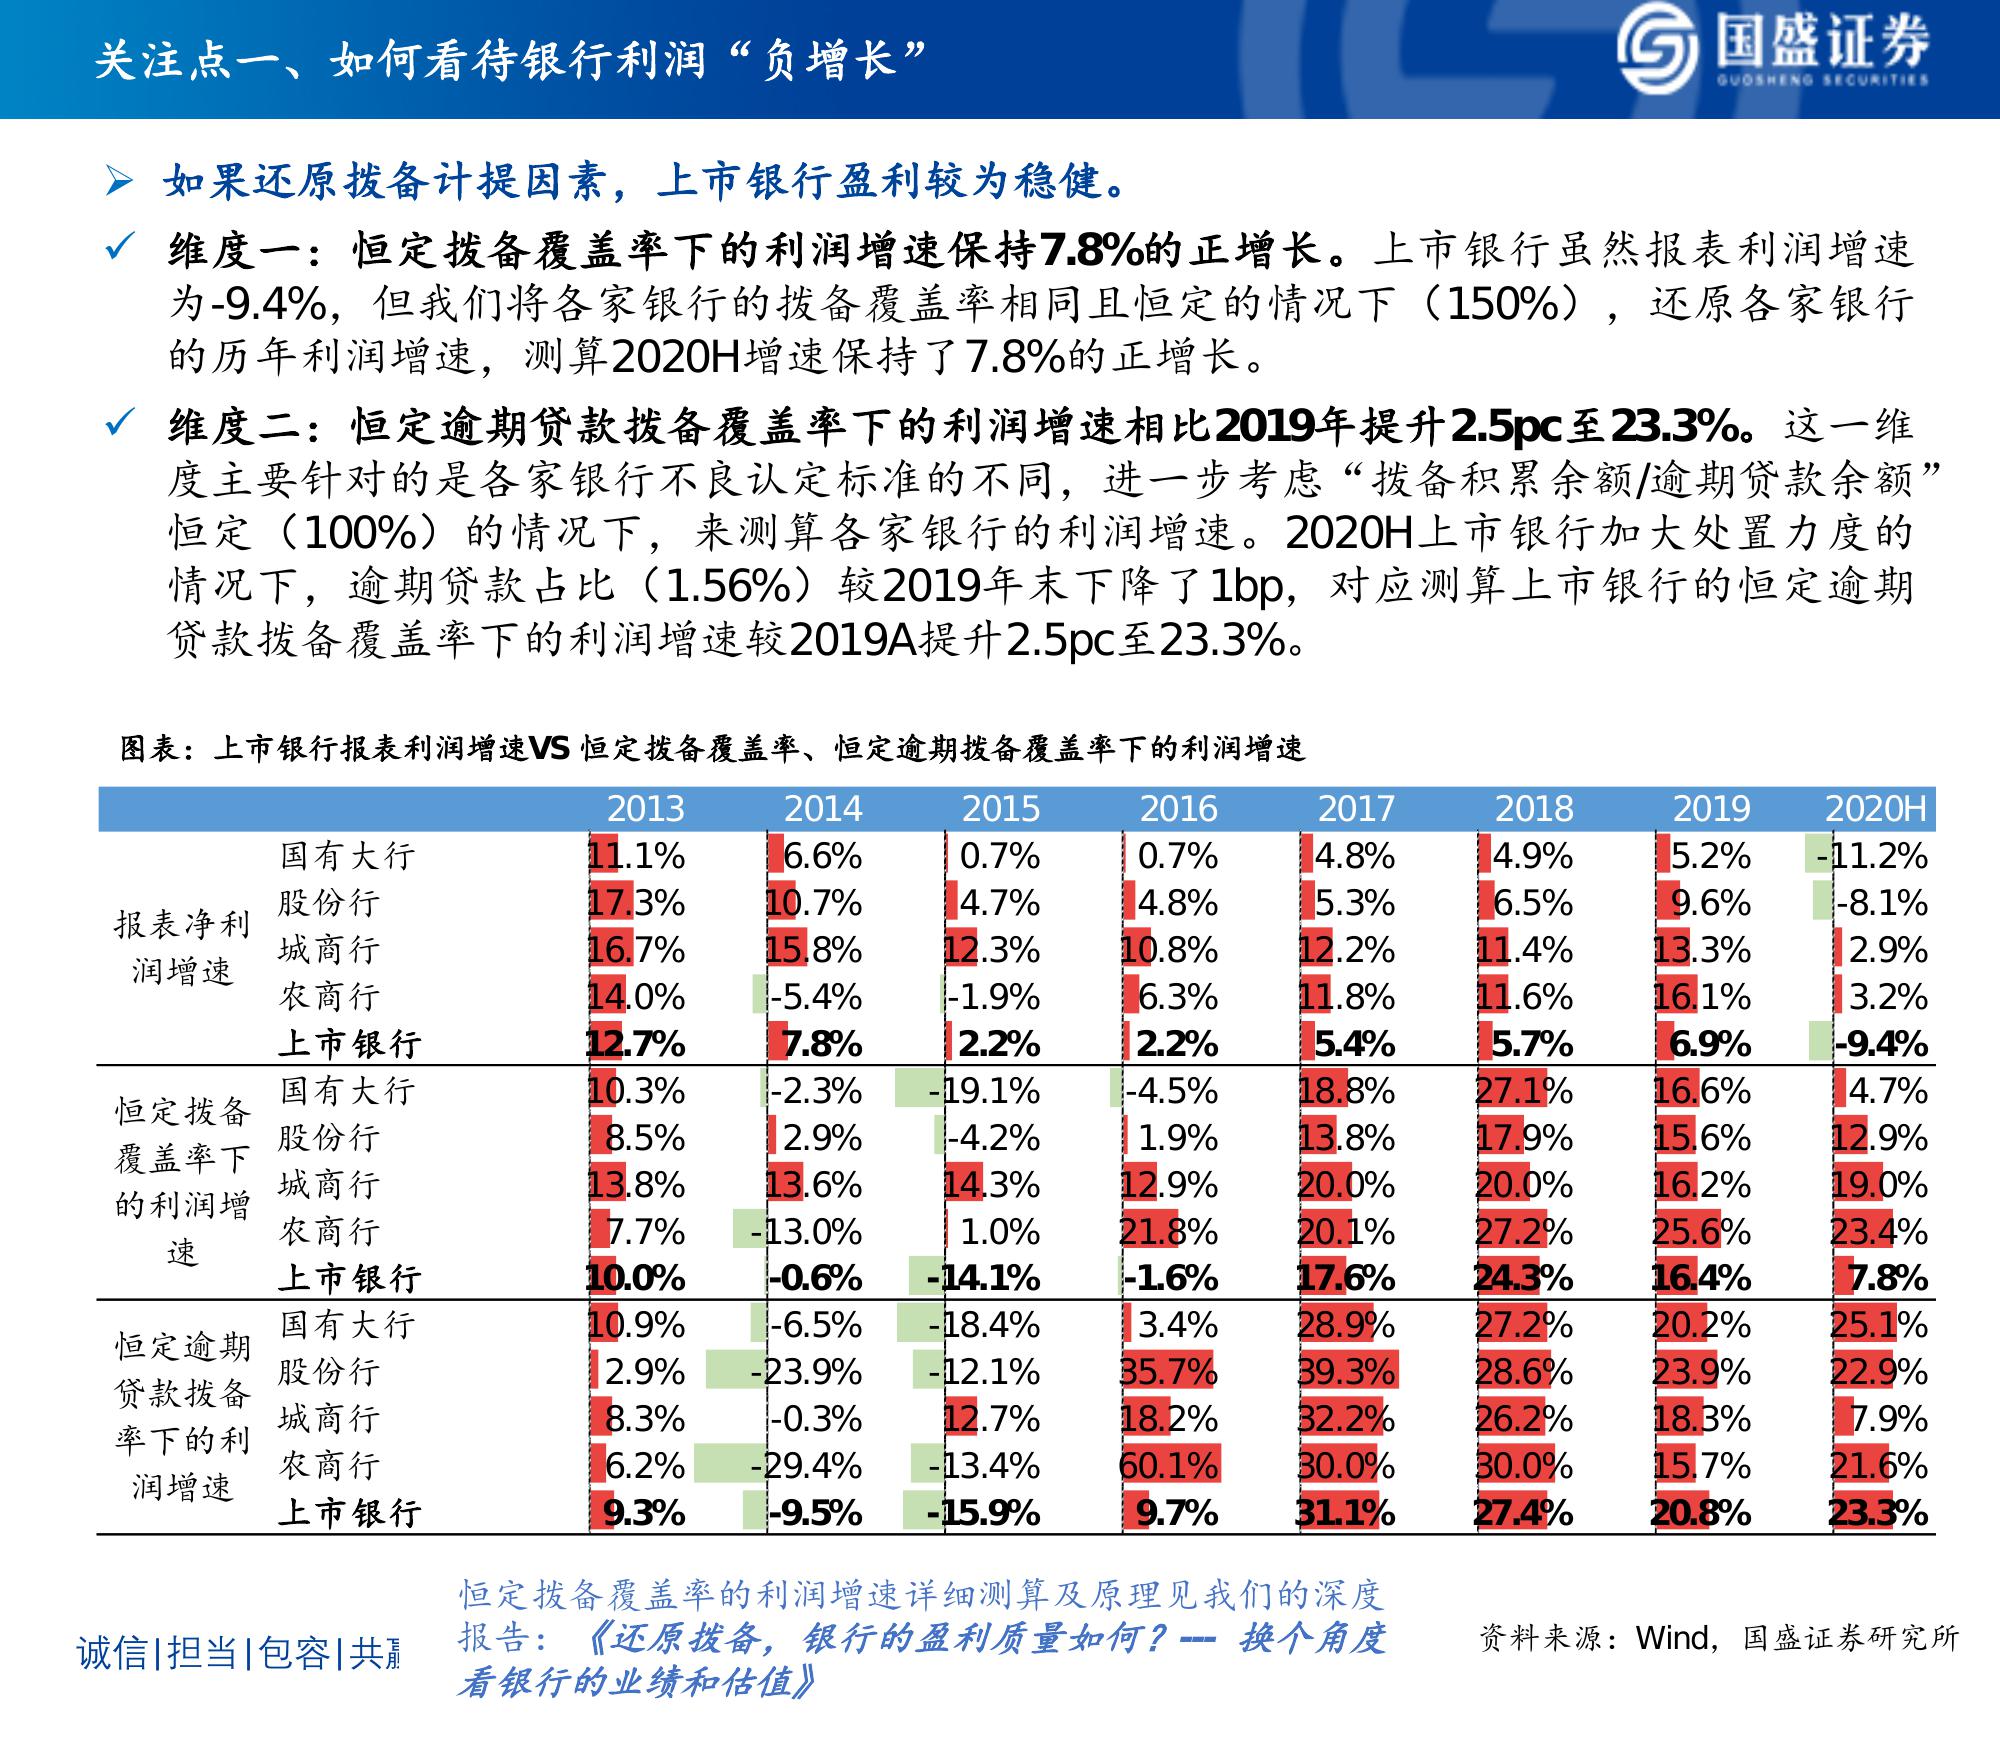 关注点一、如何看待银行利润“负增长”
国盛证券
GUOSHENG SECURITIES
如果还原拨备计提因素，上市银行盈利较为稳健。
维度一：恒定拨备覆盖率下的利润增速保持7.8%的正增长。上市银行虽然报表利润增速
为-9.4%，但我们将各家银行的拨备覆盖率相同且恒定的情况下（150%），还原各家银行
的历年利润增速，测算2020H增速保持了7.8%的正增长。
维度二：恒定逾期贷款拨备覆盖率下的利润增速相比2019年提升2.5pc至23.3%。这一维
度主要针对的是各家银行不良认定标准的不同，进一步考虑“拨备积累余额/逾期贷款余额”
恒定（100%）的情况下，来测算各家银行的利润增速。2020H上市银行加大处置力度的
情况下，逾期贷款占比（1.56%）较2019年末下降了1bp，对应测算上市银行的恒定逾期
贷款拨备覆盖率下的利润增速较2019A提升2.5pc至23.3%。
图表：上市银行报表利润增速VS 恒定拨备覆盖率、恒定逾期拨备覆盖率下的利润增速
2013 2014 2015 2016 2017 2018 2019 2020H
报表净利
润增速
国有大行 11.1% 6.6% 0.7% 0.7% 4.8% 4.9% 5.2% -11.2%
股份行 17.3% 10.7% 4.7% 4.8% 5.3% 6.5% 9.6% -8.1%
城商行 16.7% 15.8% 12.3% 10.8% 12.2% 11.4% 13.3% 2.9%
农商行 14.0% -5.4% -1.9% 6.3% 11.8% 11.6% 16.1% 3.2%
上市银行 12.7% 7.8% 2.2% 2.2% 5.4% 5.7% 6.9% -9.4%
恒定拨备
覆盖率下
的利润增
速
国有大行 10.3% -2.3% -19.1% -4.5% 18.8% 27.1% 16.6% 4.7%
股份行 8.5% 2.9% -4.2% 1.9% 13.8% 17.9% 15.6% 12.9%
城商行 13.8% 13.6% 14.3% 12.9% 20.0% 20.0% 16.2% 19.0%
农商行 7.7% -13.0% 1.0% 21.8% 20.1% 27.2% 25.6% 23.4%
上市银行 10.0% -0.6% -14.1% -1.6% 17.6% 24.3% 16.4% 7.8%
恒定逾期
贷款拨备
率下的利
润增速
国有大行 10.9% -6.5% -18.4% 3.4% 28.9% 27.2% 20.2% 25.1%
股份行 2.9% -23.9% -12.1% 35.7% 39.3% 28.6% 23.9% 22.9%
城商行 8.3% -0.3% 12.7% 18.2% 32.2% 26.2% 18.3% 7.9%
农商行 6.2% -29.4% -13.4% 60.1% 30.0% 30.0% 15.7% 21.6%
上市银行 9.3% -9.5% -15.9% 9.7% 31.1% 27.4% 20.8% 23.3%
恒定拨备覆盖率的利润增速详细测算及原理见我们的深度
报告：《还原拨备，银行的盈利质量如何？--- 换个角度
看银行的业绩和估值》
诚信|担当|包容|共
资料来源：Wind，国盛证券研究所